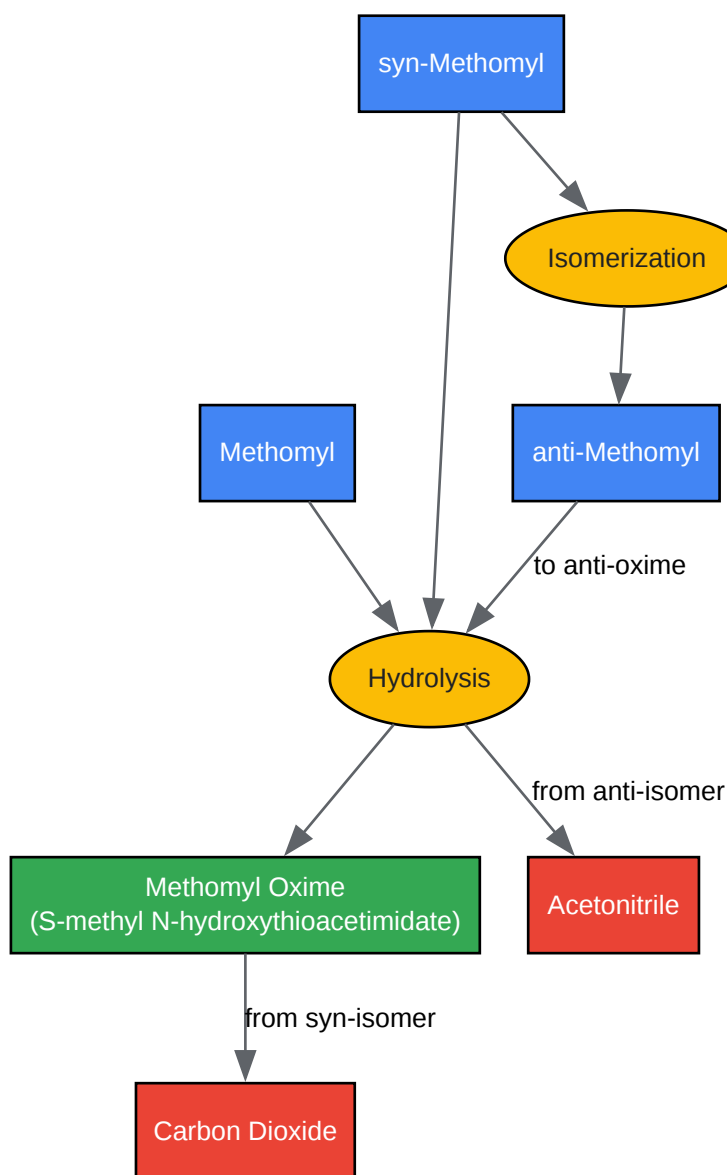 syn-Methomyl
Isomerization
Methomyl
anti-Methomyl
to anti-oxime
Hydrolysis
from anti-isomer
Methomyl Oxime
(S-methyl N-hydroxythioacetimidate)
Acetonitrile
from syn-isomer
Carbon Dioxide